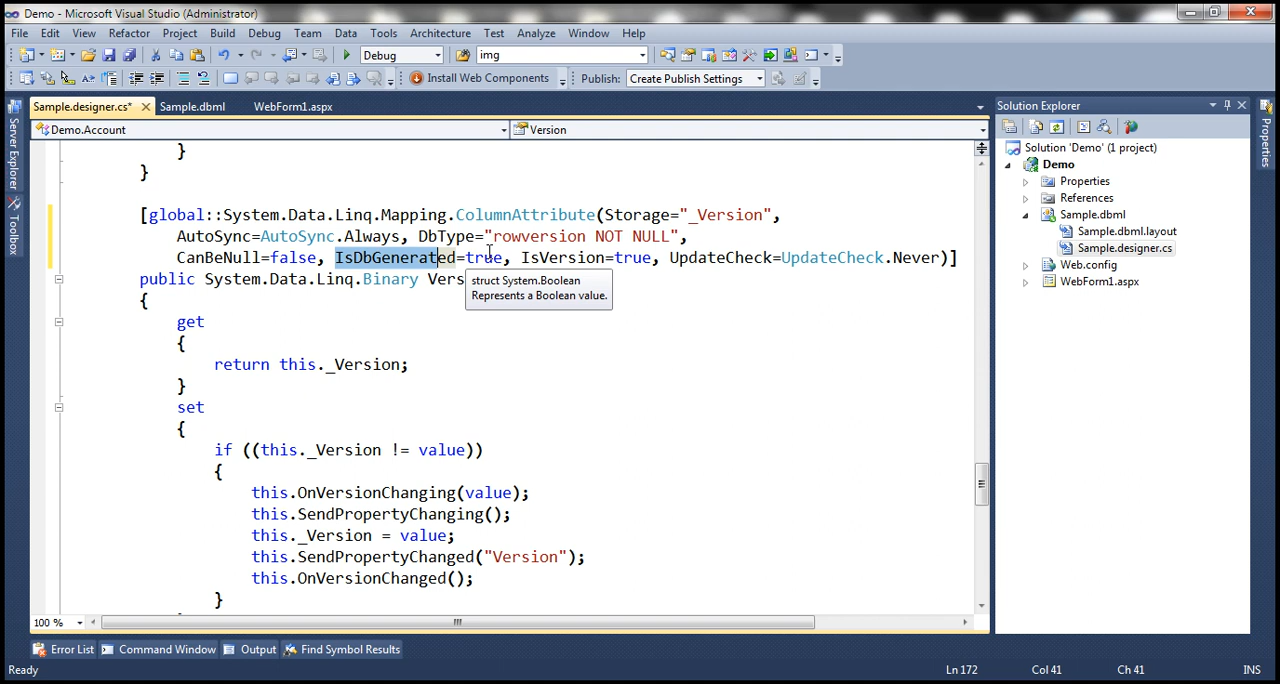 Demo - Microsoft Visual Studio (Administrator)
File Edit View Refactor Project Build Debug Team Data Tools Architecture Test Analyze Window Help
Debug img
Install Web Components Publish: Create Publish Settings
Sample.designer.cs* Sample.dbml WebForm1.aspx
Demo.Account Version
}
}
[global::System.Data.Linq.Mapping.ColumnAttribute(Storage="_Version",
AutoSync=AutoSync.Always, DbType="rowversion NOT NULL",
CanBeNull=false, IsDbGenerated=true, IsVersion=true, UpdateCheck=UpdateCheck.Never)]
public System.Data.Linq.Binary Vers
struct System.Boolean
Represents a Boolean value.
{
get
{
return this._Version;
}
set
{
if ((this._Version != value))
{
this.OnVersionChanging(value);
this.SendPropertyChanging();
this._Version = value;
this.SendPropertyChanged("Version");
this.OnVersionChanged();
}
100 %
Server Explorer
Toolbox
Solution Explorer
Solution 'Demo' (1 project)
Demo
Properties
References
Sample.dbml
Sample.dbml.layout
Sample.designer.cs
Web.config
WebForm1.aspx
Properties
Error List Command Window Output Find Symbol Results
Ready Ln 172 Col 41 Ch 41 INS